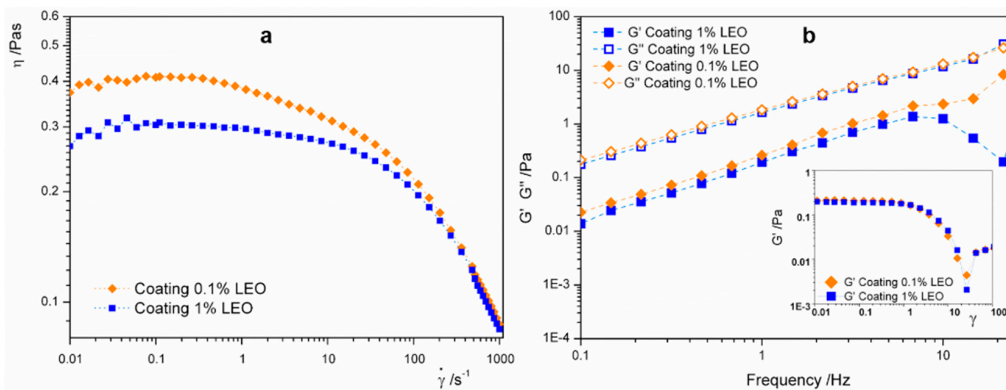 a
η /Pas
0.6
0.5
0.4
0.3
0.2
0.1
Coating 0.1% LEO
Coating 1% LEO
0.01
0.1
1
10
100
1000
γ̇ /s⁻¹
b
G' G'' /Pa
100
10
1
0.1
0.01
1E-3
1E-4
G' Coating 1% LEO
G'' Coating 1% LEO
G' Coating 0.1% LEO
G'' Coating 0.1% LEO
0.1
1
10
Frequency /Hz
G' /Pa
1
0.1
0.01
1E-3
G' Coating 0.1% LEO
G' Coating 1% LEO
0.01
0.1
1
10
γ
100